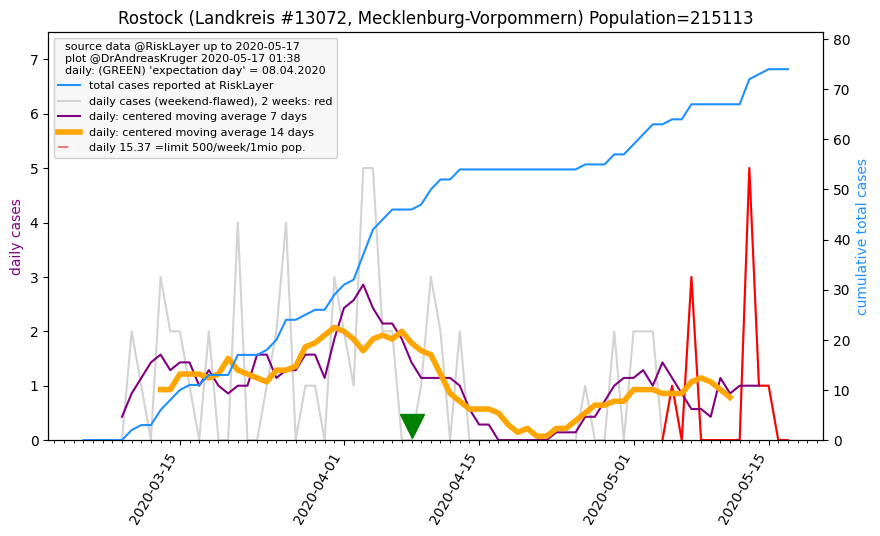 Rostock (Landkreis #13072, Mecklenburg-Vorpommern) Population=215113
source data @RiskLayer up to 2020-05-17
plot @DrAndreasKruger 2020-05-17 01:38
daily: (GREEN) 'expectation day' = 08.04.2020
total cases reported at RiskLayer
daily cases (weekend-flawed), 2 weeks: red
daily: centered moving average 7 days
daily: centered moving average 14 days
daily 15.37 =limit 500/week/1mio pop.
daily cases
7
6
5
4
3
2
1
0
80
70
60
50
40
30
20
10
0
cumulative total cases
2020-03-15
2020-04-01
2020-04-15
2020-05-01
2020-05-15